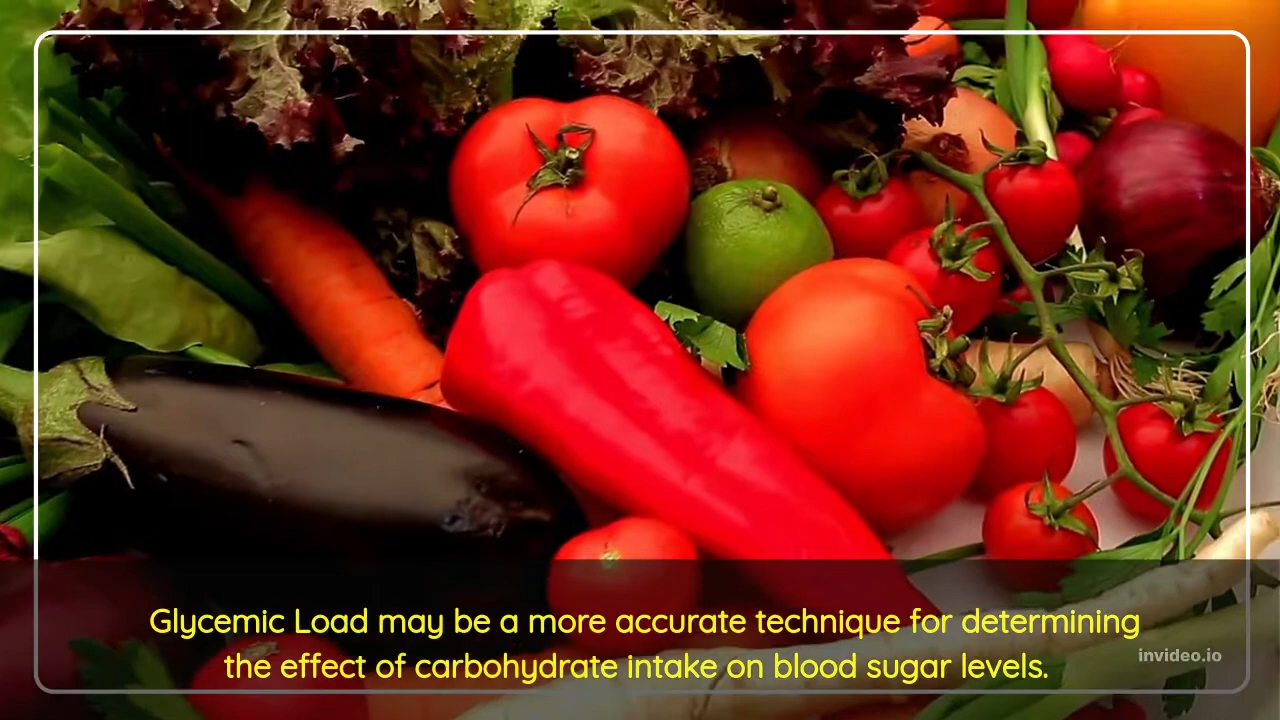 Glycemic Load may be a more accurate technique for determining
the effect of carbohydrate intake on blood sugar levels.
invideo.io